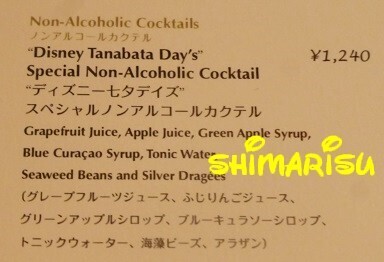 Non-Alcoholic Cocktails
ノンアルコールカクテル
“Disney Tanabata Day’s” ¥1,240
Special Non-Alcoholic Cocktail
“ディズニー七夕デイズ”
スペシャルノンアルコールカクテル
Grapefruit Juice, Apple Juice, Green Apple Syrup,
Blue Curaçao Syrup, Tonic Water
SHIMARISU
Seaweed Beans and Silver Dragées
(グレープフルーツジュース、ふじりんごジュース、
グリーンアップルシロップ、ブルーキュラソーシロップ、
トニックウォーター、海藻ビーズ、アラザン)